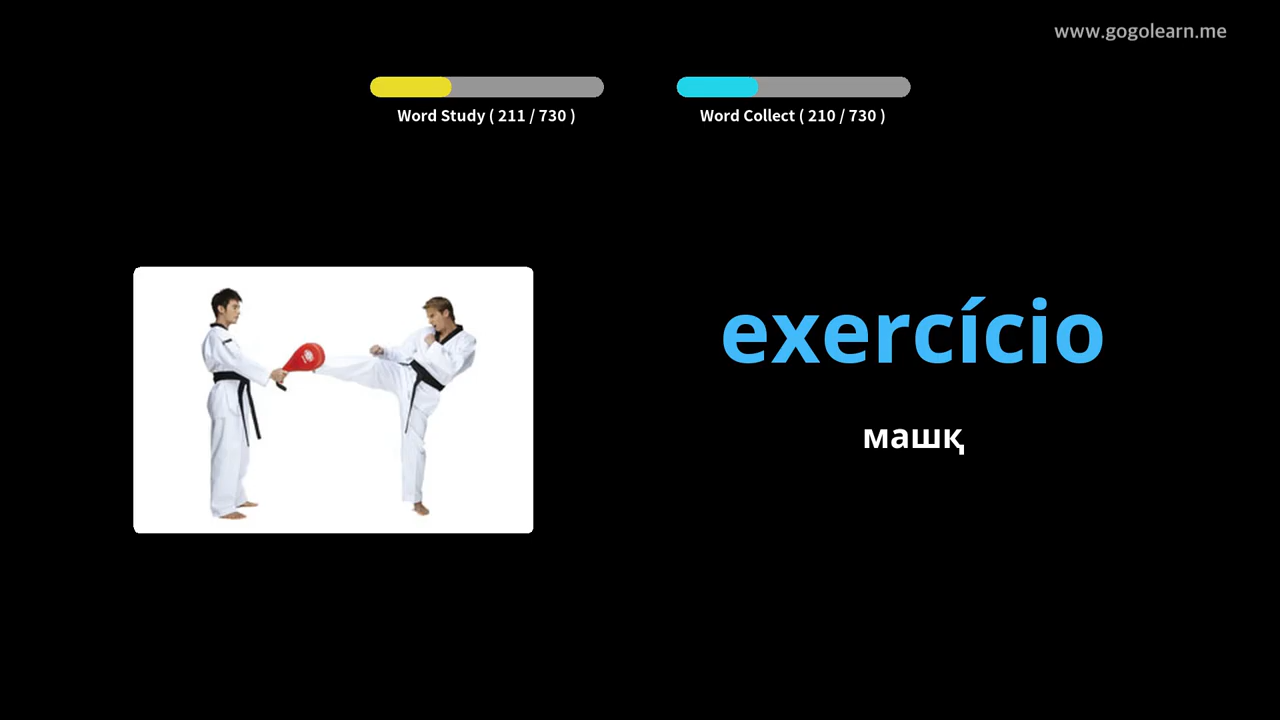 www.gogolearn.me
Word Study ( 211 / 730 )
Word Collect ( 210 / 730 )
exercício
машқ